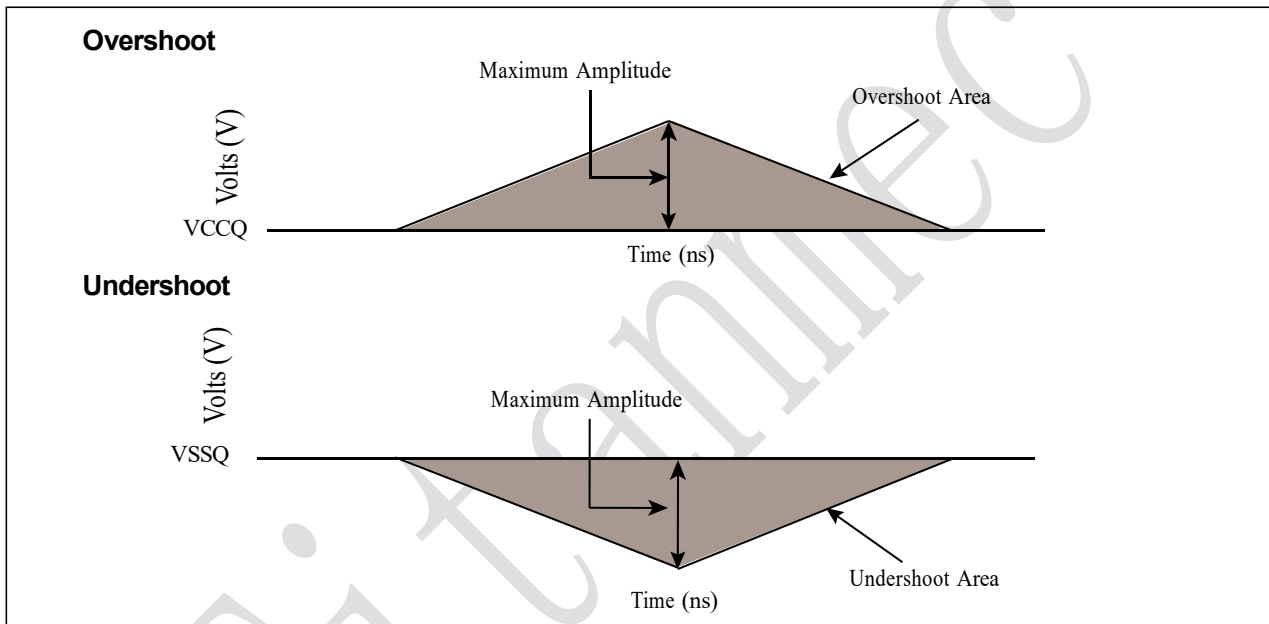 Overshoot
Maximum Amplitude
Overshoot Area
Volts (V)
VCCQ
Time (ns)
Undershoot
Volts (V)
Maximum Amplitude
VSSQ
Undershoot Area
Time (ns)